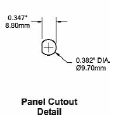 0.347"
8.80mm
0.382" DIA.
Ø9.70mm
Panel Cutout
Detail